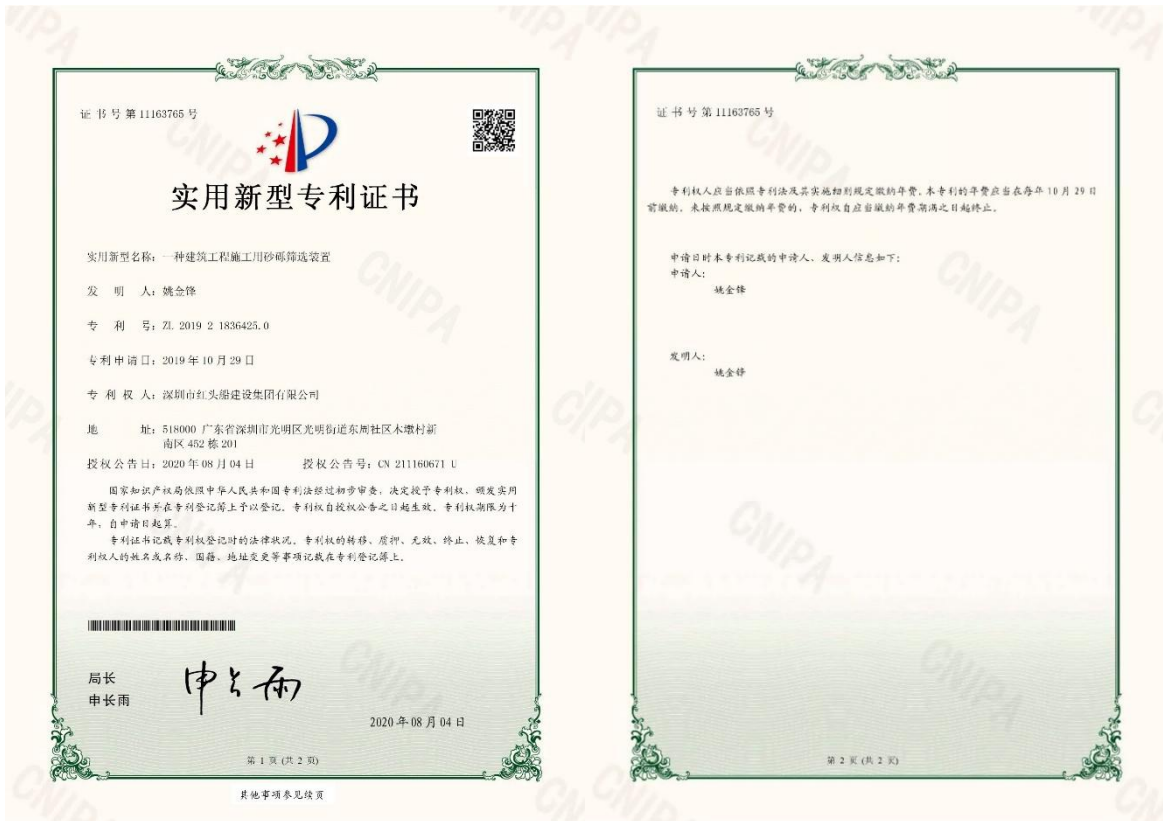 证书号第11163765号
实用新型专利证书
实用新型名称：一种建筑工程施工用砂砾筛选装置
发明人：姚金锋
专利号：ZL 2019 2 1836425.0
专利申请日：2019年10月29日
专利权人：深圳市红头船建设集团有限公司
地址：518000 广东省深圳市光明区光明街道东周社区木墩村新
南区452栋201
授权公告日：2020年08月04日 授权公告号：CN 211160671 U
国家知识产权局依照中华人民共和国专利法经过初步审查，决定授予专利权，颁发实用
新型专利证书并在专利登记簿上予以登记。专利权自授权公告之日起生效。专利权期限为十
年，自申请日起算。
专利证书记载专利权登记时的法律状况。专利权的转移、质押、无效、终止、恢复和专
利权人的姓名或名称、国籍、地址变更等事项记载在专利登记簿上。
局长
申长雨
申长雨
2020年08月04日
第 1 页 (共 2 页)
其他事项参见续页
证书号第11163765号
专利权人应当依照专利法及其实施细则规定缴纳年费。本专利的年费应当在每年10月29日
前缴纳。未按照规定缴纳年费的，专利权自应当缴纳年费期满之日起终止。
申请日时本专利记载的申请人、发明人信息如下：
申请人：
姚金锋
发明人：
姚金锋
第 2 页 (共 2 页)
CNIPA